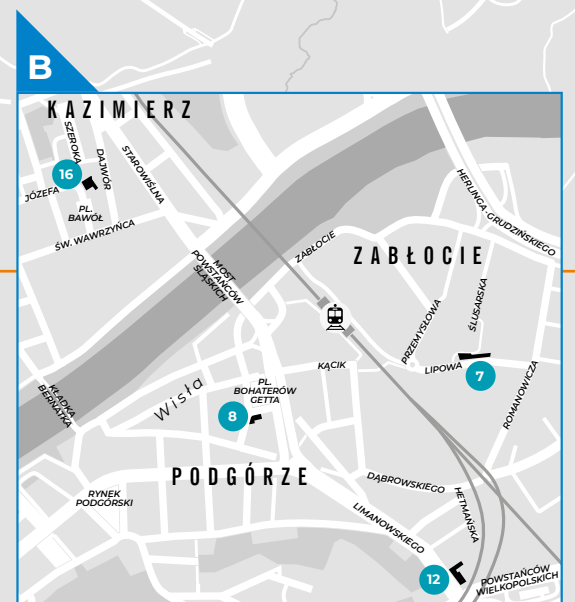 B
KAZIMIERZ
SZEROKA
DAJWÓR
STAROWIŚLNA
16
JÓZEFA
PL.
BAWÓŁ
ŚW. WAWRZYŃCA
HERLINGA-GRUDZIŃSKIEGO
ZABŁOCIE
ZABŁOCIE
MOST
POWSTAŃCÓW
ŚLĄSKICH
ŚLUSARSKA
PRZEMYSŁOWA
KĄCIK
LIPOWA
7
ROMANOWICZA
KŁADKA
BERNATKA
Wisła
PL.
BOHATERÓW
GETTA
8
PODGÓRZE
RYNEK
PODGÓRSKI
DĄBROWSKIEGO
HETMAŃSKA
LIMANOWSKIEGO
12
POWSTAŃCÓW
WIELKOPOLSKICH